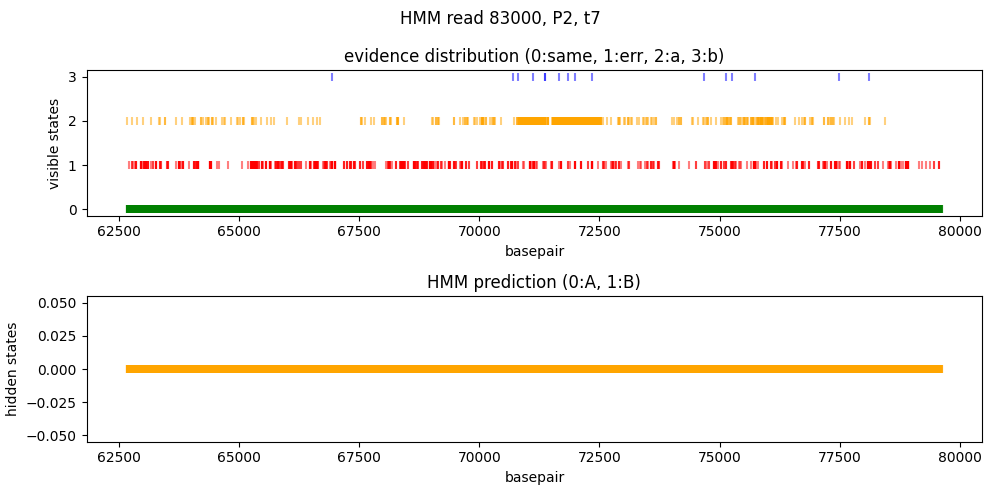 HMM read 83000, P2, t7
evidence distribution (0:same, 1:err, 2:a, 3:b)
visible states
3
2
1
0
62500 65000 67500 70000 72500 75000 77500 80000
basepair
HMM prediction (0:A, 1:B)
hidden states
0.050
0.025
0.000
−0.025
−0.050
62500 65000 67500 70000 72500 75000 77500 80000
basepair